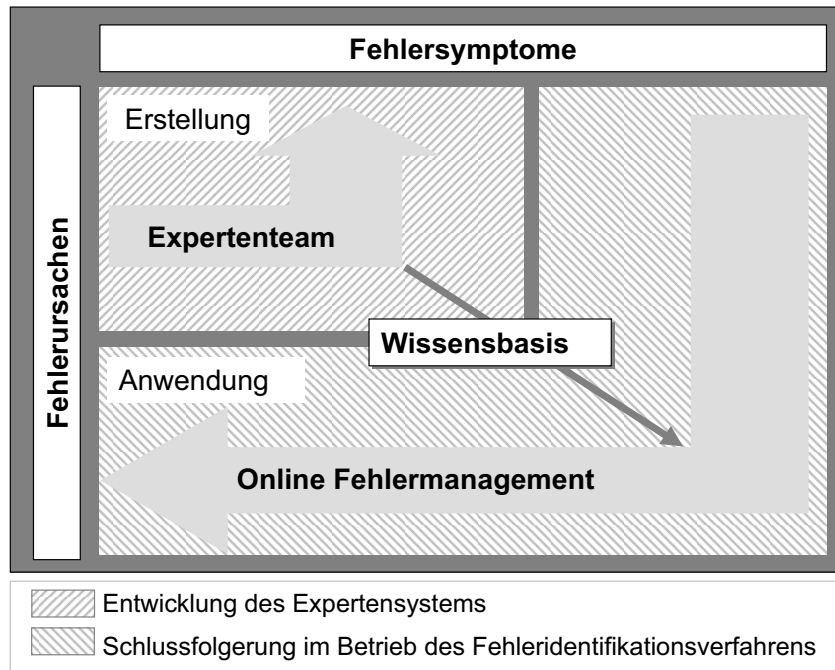 Fehlersymptome
Fehlerursachen
Erstellung
Expertenteam
Wissensbasis
Anwendung
Online Fehlermanagement
Entwicklung des Expertensystems
Schlussfolgerung im Betrieb des Fehleridentifikationsverfahrens